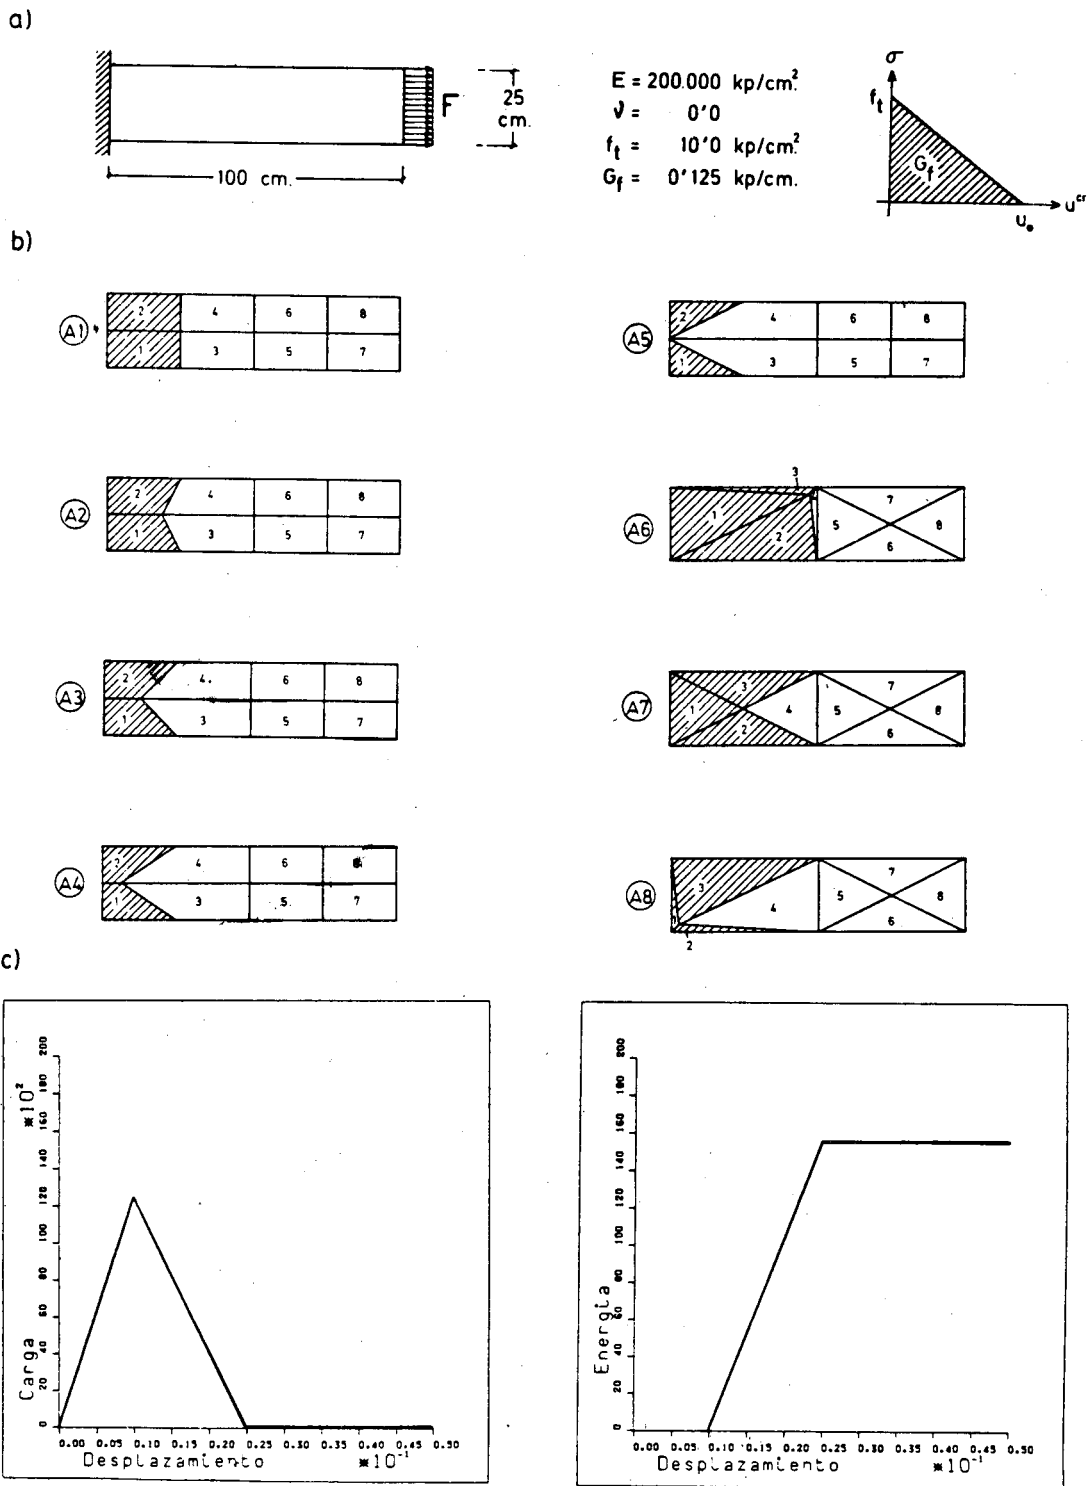 a)
F
25
cm.
100 cm.
E = 200.000 kp/cm²
ν = 0'0
f_t = 10'0 kp/cm²
G_f = 0'125 kp/cm.
σ
f_t
G_f
u_o
u^cr
b)
A1
2 4 6 8
1 3 5 7
A2
2 4 6 8
1 3 5 7
A3
2 4 6 8
1 3 5 7
A4
2 4 6 8
1 3 5 7
A5
2 4 6 8
1 3 5 7
A6
3
1 2 5 7 8 6
A7
3 7
1 4 5 8
2 6
A8
3 7
1 4 5 8
6
2
c)
Carga *10²
0 20 40 60 80 100 120 140 160 180 200
0.00 0.05 0.10 0.15 0.20 0.25 0.30 0.35 0.40 0.45 0.50
Desplazamiento *10⁻¹
Energia
0 20 40 60 80 100 120 140 160 180 200
0.00 0.05 0.10 0.15 0.20 0.25 0.30 0.35 0.40 0.45 0.50
Desplazamiento *10⁻¹